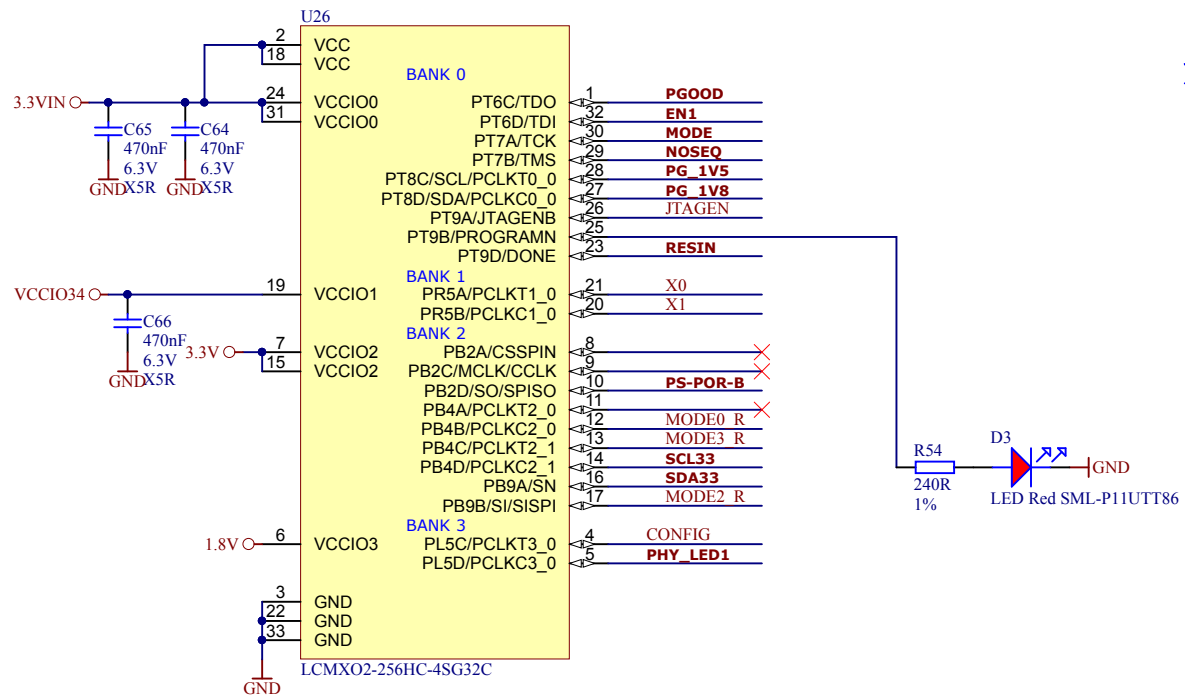 U26
2 VCC
18 VCC
BANK 0
3.3VIN
24 VCCIO0
31 VCCIO0
C65
470nF
6.3V
X5R
GND
C64
470nF
6.3V
X5R
GND
PT6C/TDO 1 PGOOD
PT6D/TDI 32 EN1
PT7A/TCK 30 MODE
PT7B/TMS 29 NOSEQ
PT8C/SCL/PCLKT0_0 28 PG_1V5
PT8D/SDA/PCLKC0_0 27 PG_1V8
PT9A/JTAGENB 26 JTAGEN
PT9B/PROGRAMN 25
PT9D/DONE 23 RESIN
BANK 1
VCCIO34
19 VCCIO1
PR5A/PCLKT1_0 21 X0
PR5B/PCLKC1_0 20 X1
C66
470nF
6.3V
X5R
GND
BANK 2
3.3V
7 VCCIO2
15 VCCIO2
PB2A/CSSPIN 8
PB2C/MCLK/CCLK 9
PB2D/SO/SPISO 10 PS-POR-B
PB4A/PCLKT2_0 11
PB4B/PCLKC2_0 12 MODE0_R
PB4C/PCLKT2_1 13 MODE3_R
PB4D/PCLKC2_1 14 SCL33
PB9A/SN 16 SDA33
PB9B/SI/SISPI 17 MODE2_R
R54
240R
1%
D3
GND
LED Red SML-P11UTT86
BANK 3
1.8V
6 VCCIO3
PL5C/PCLKT3_0 4 CONFIG
PL5D/PCLKC3_0 5 PHY_LED1
3 GND
22 GND
33 GND
GND
LCMXO2-256HC-4SG32C